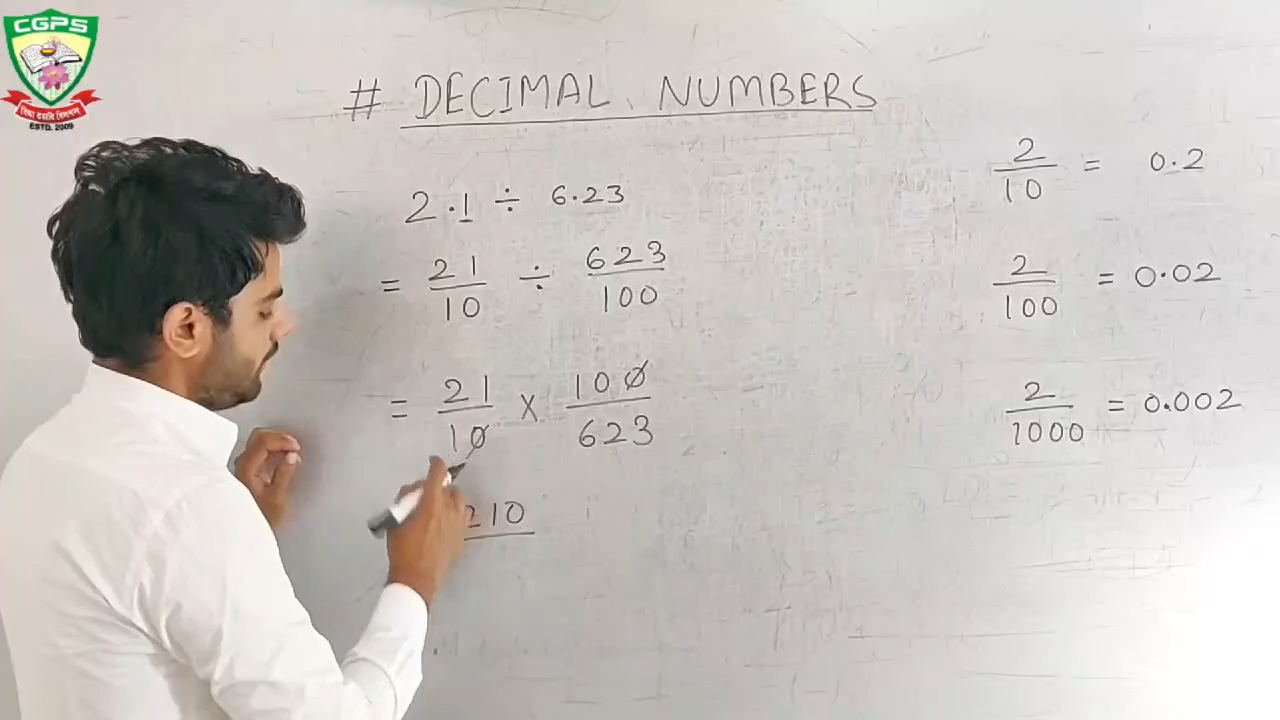 CGPS
ESTD. 2009
# DECIMAL NUMBERS
2.1 ÷ 6.23
= 21/10 ÷ 623/100
= 21/10 X 100/623
210
2/10 = 0.2
2/100 = 0.02
2/1000 = 0.002